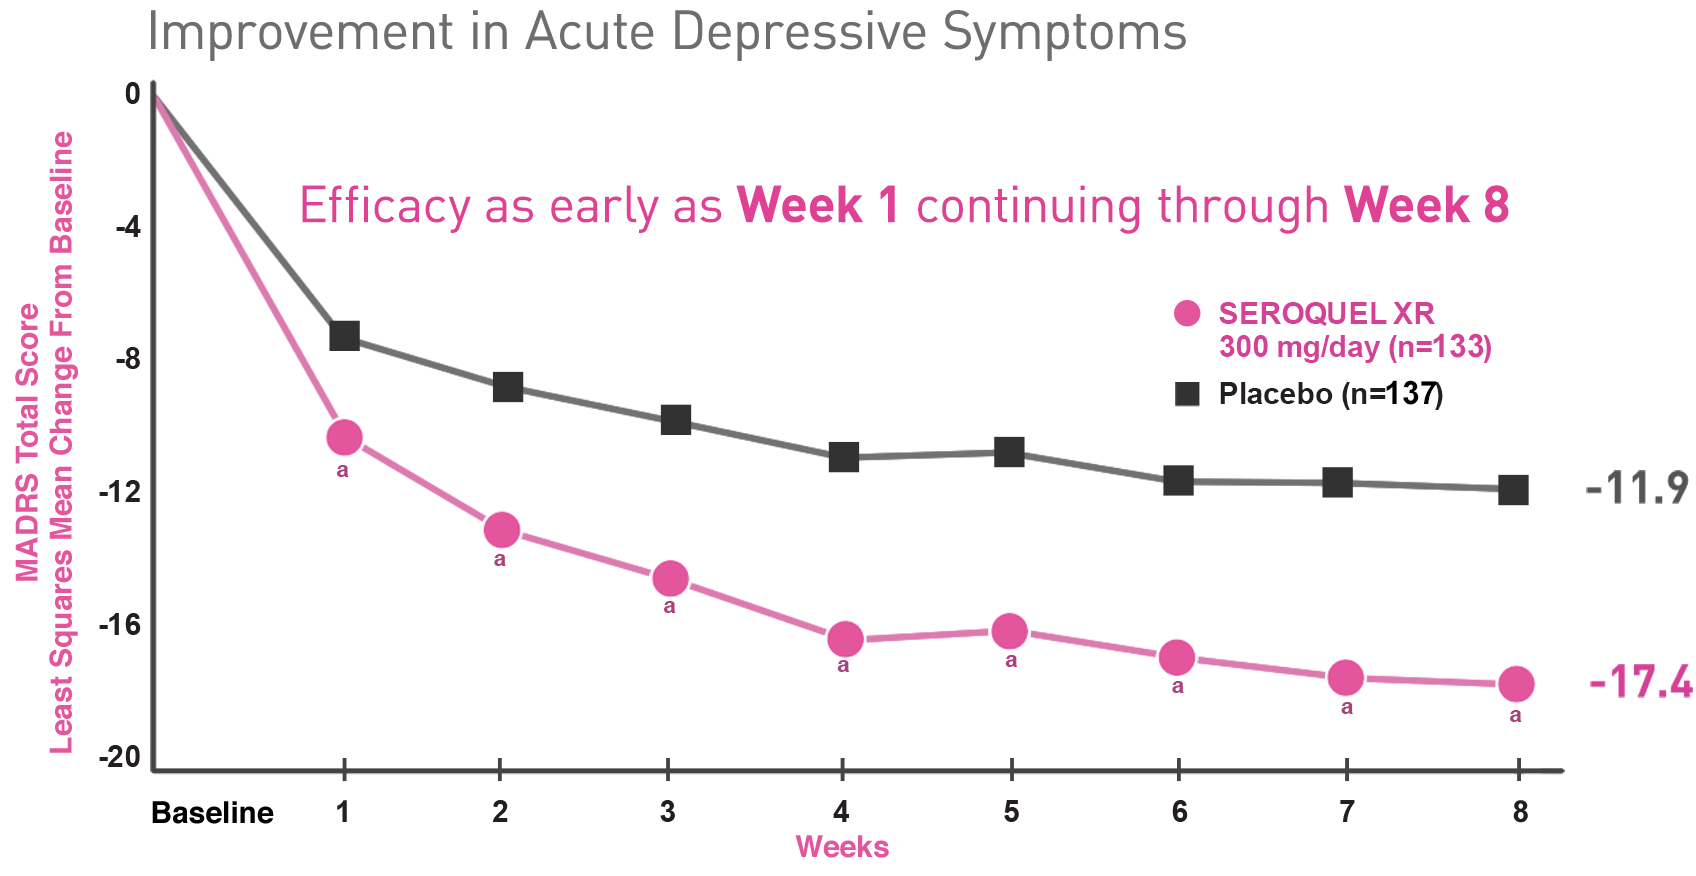 Improvement in Acute Depressive Symptoms
Efficacy as early as Week 1 continuing through Week 8
MADRS Total Score
Least Squares Mean Change From Baseline
0
-4
-8
-12
-16
-20
SEROQUEL XR
300 mg/day (n=133)
Placebo (n=137)
-11.9
-17.4
a
a
a
a
a
a
a
a
Baseline 1 2 3 4 5 6 7 8
Weeks